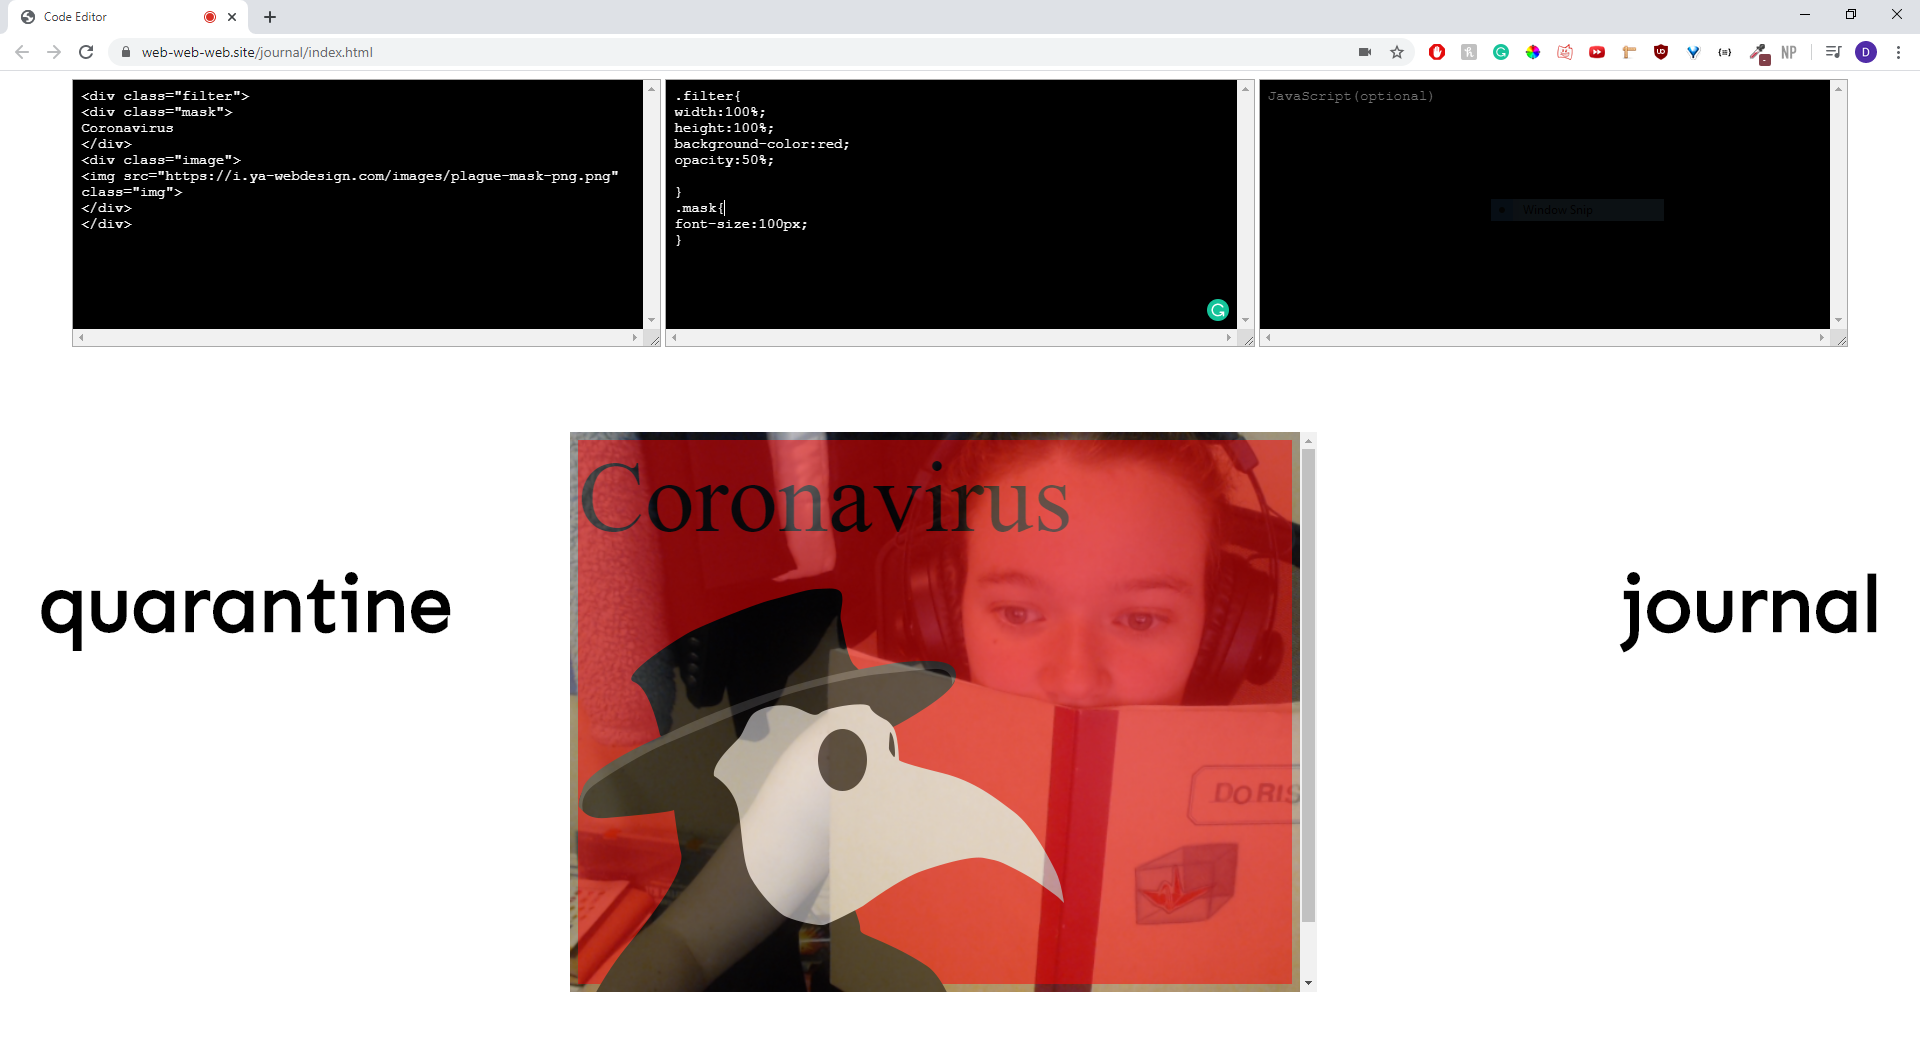 Code Editor
web-web-web.site/journal/index.html
NP
D
<div class="filter">
<div class="mask">
Coronavirus
</div>
<div class="image">
<img src="https://i.ya-webdesign.com/images/plague-mask-png.png"
class="img">
</div>
</div>
.filter{
width:100%;
height:100%;
background-color:red;
opacity:50%;
}
.mask{
font-size:100px;
}
JavaScript(optional)
Window Snip
Coronavirus
quarantine
journal
DORIS